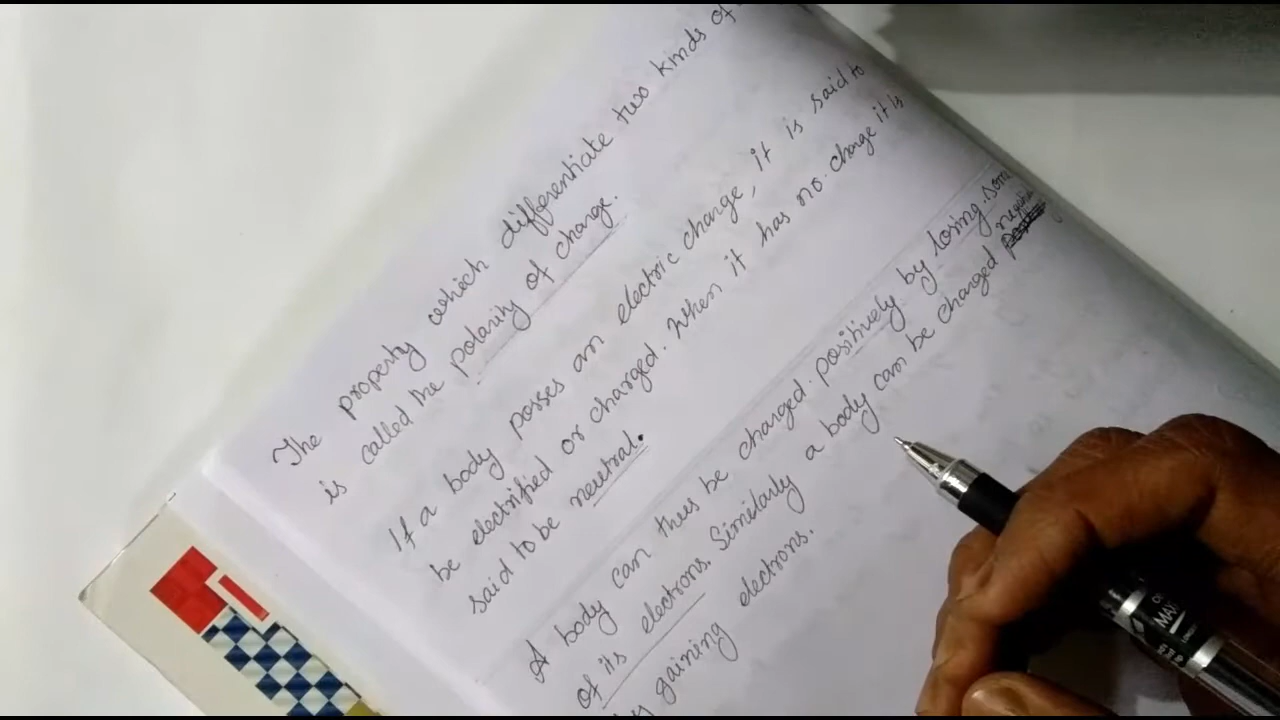 The property which differentiate two kinds of
is called the polarity of charge.
If a body posses an electric charge, it is said to
be electrified or charged. When it has no. charge it is
said to be neutral.
A body can thus be charged. positively by losing. some
of its electrons. Similarly a body can be charged negative
by gaining electrons.
MAX